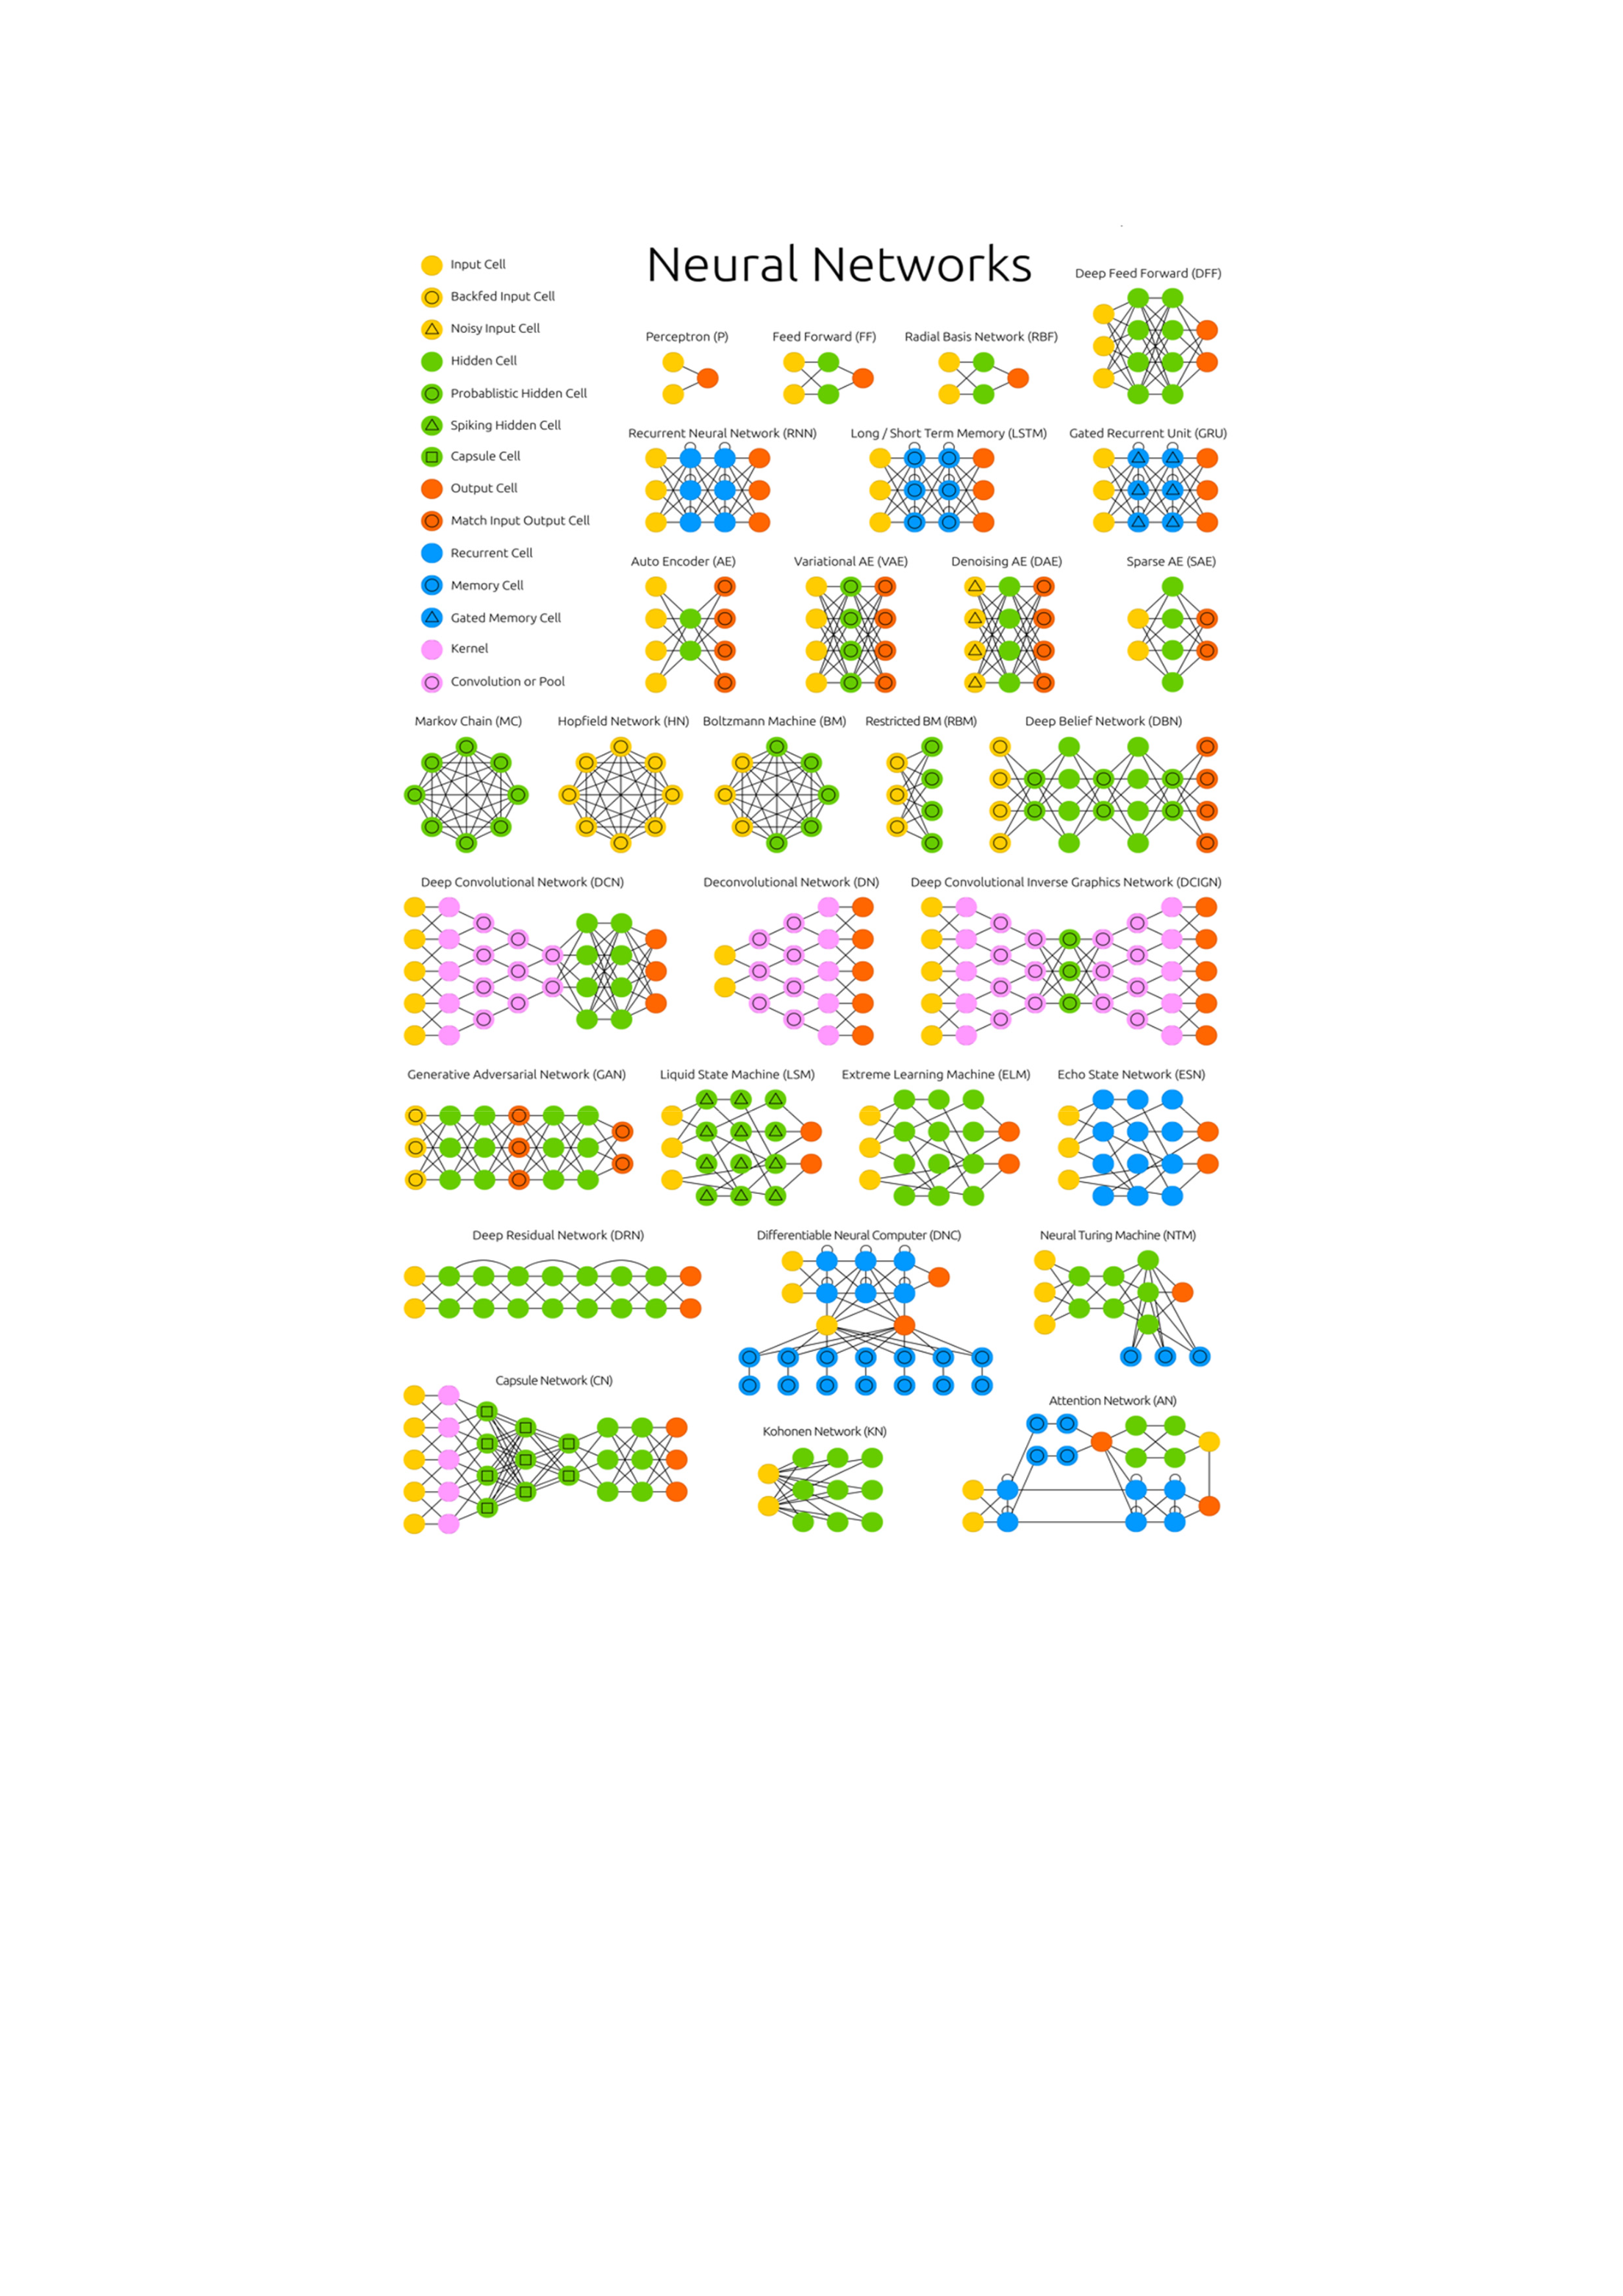 Neural Networks
Input Cell
Backfed Input Cell
Noisy Input Cell
Hidden Cell
Probablistic Hidden Cell
Spiking Hidden Cell
Capsule Cell
Output Cell
Match Input Output Cell
Recurrent Cell
Memory Cell
Gated Memory Cell
Kernel
Convolution or Pool
Deep Feed Forward (DFF)
Perceptron (P)
Feed Forward (FF)
Radial Basis Network (RBF)
Recurrent Neural Network (RNN)
Long / Short Term Memory (LSTM)
Gated Recurrent Unit (GRU)
Auto Encoder (AE)
Variational AE (VAE)
Denoising AE (DAE)
Sparse AE (SAE)
Markov Chain (MC)
Hopfield Network (HN)
Boltzmann Machine (BM)
Restricted BM (RBM)
Deep Belief Network (DBN)
Deep Convolutional Network (DCN)
Deconvolutional Network (DN)
Deep Convolutional Inverse Graphics Network (DCIGN)
Generative Adversarial Network (GAN)
Liquid State Machine (LSM)
Extreme Learning Machine (ELM)
Echo State Network (ESN)
Deep Residual Network (DRN)
Differentiable Neural Computer (DNC)
Neural Turing Machine (NTM)
Capsule Network (CN)
Kohonen Network (KN)
Attention Network (AN)